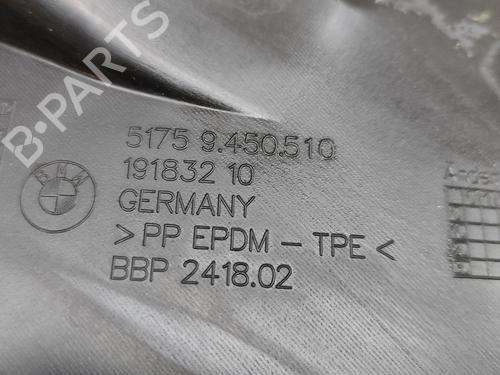 B-PARTS
5175 9.450.510
191832 10
GERMANY
> PP EPDM - TPE <
BBP 2418.02
BMW